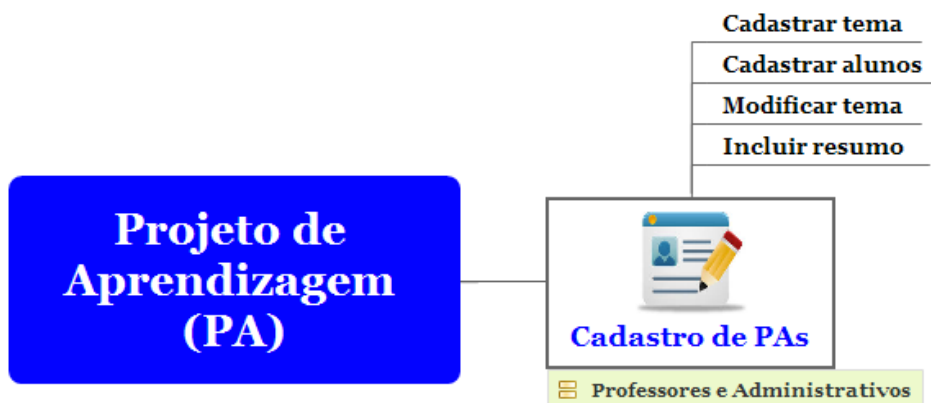 Cadastrar tema
Cadastrar alunos
Modificar tema
Incluir resumo
Projeto de
Aprendizagem
(PA)
Cadastro de PAs
Professores e Administrativos